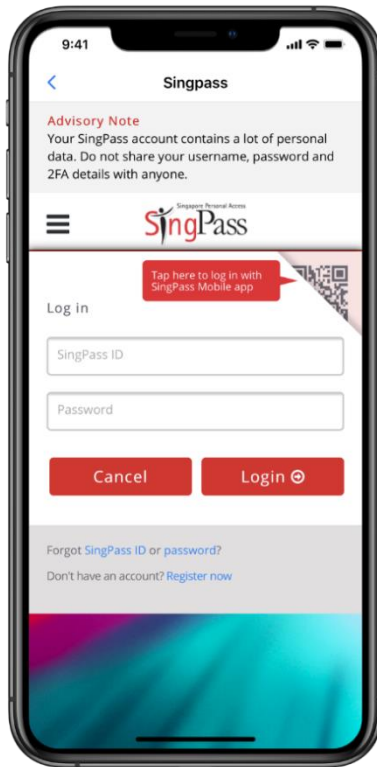 9:41
Singpass
Advisory Note
Your SingPass account contains a lot of personal
data. Do not share your username, password and
2FA details with anyone.
Singapore Personal Access
SingPass
Tap here to log in with
SingPass Mobile app
Log in
SingPass ID
Password
Cancel
Login
Forgot SingPass ID or password?
Don't have an account? Register now